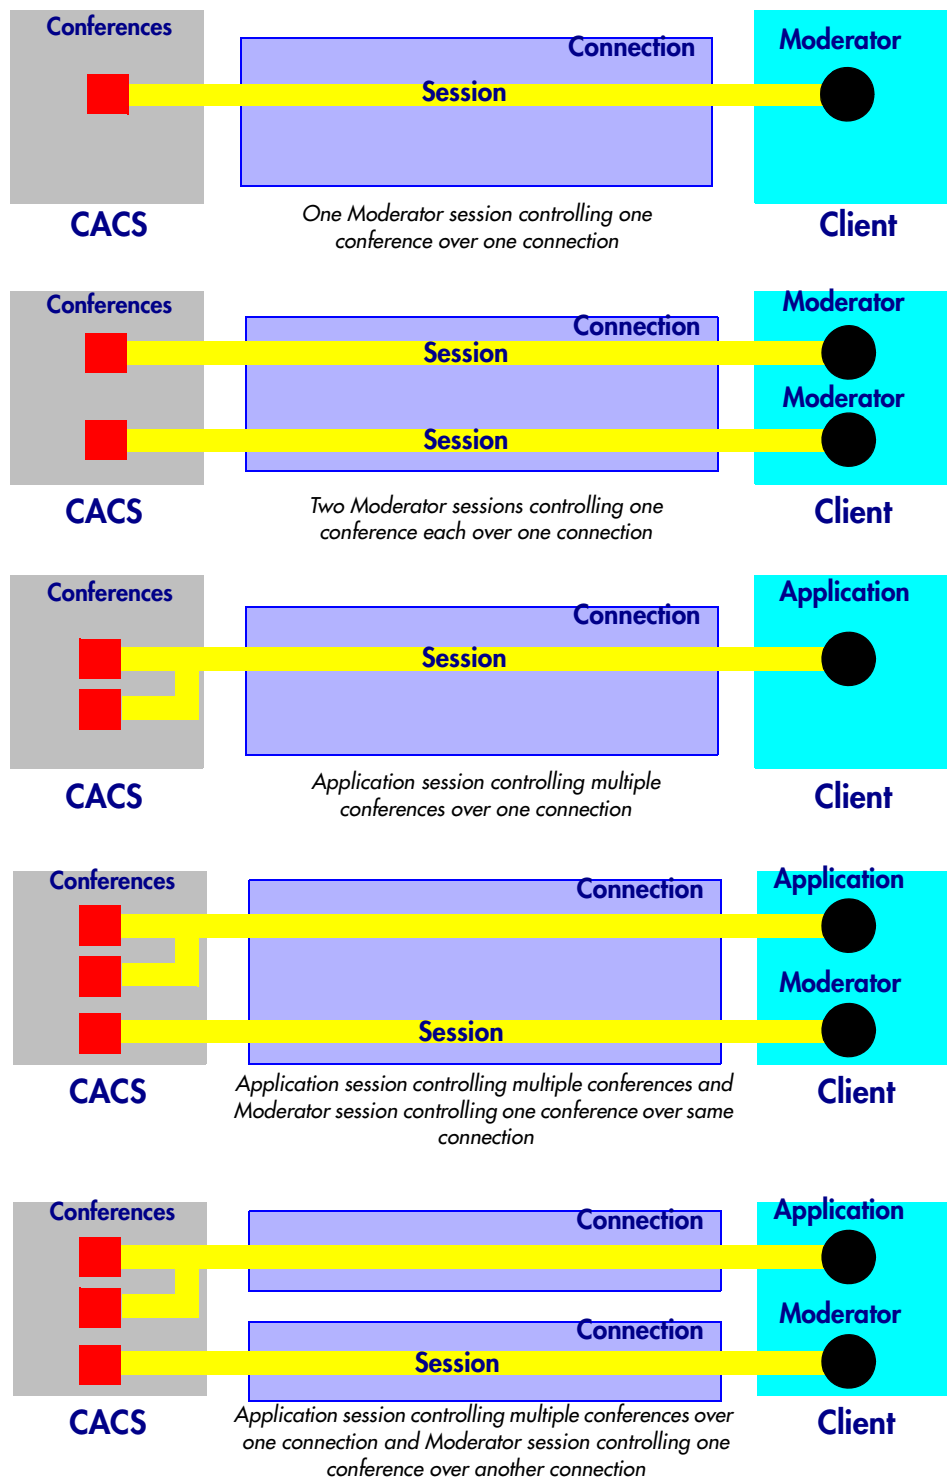 Conferences
Connection
Moderator
Session
CACS
One Moderator session controlling one
conference over one connection
Client
Conferences
Connection
Moderator
Session
Moderator
Session
CACS
Two Moderator sessions controlling one
conference each over one connection
Client
Conferences
Connection
Application
Session
CACS
Application session controlling multiple
conferences over one connection
Client
Conferences
Connection
Application
Moderator
Session
CACS
Application session controlling multiple conferences and
Moderator session controlling one conference over same
connection
Client
Conferences
Connection
Application
Moderator
Connection
Session
CACS
Application session controlling multiple conferences over
one connection and Moderator session controlling one
conference over another connection
Client